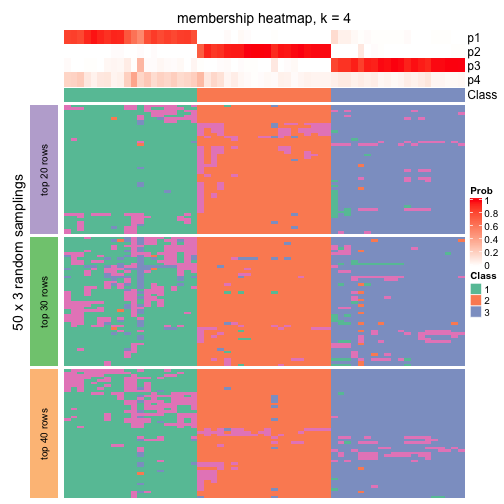 membership heatmap, k = 4
p1
p2
p3
p4
Class
50 x 3 random samplings
top 20 rows
top 30 rows
top 40 rows
Prob
1
0.8
0.6
0.4
0.2
0
Class
1
2
3